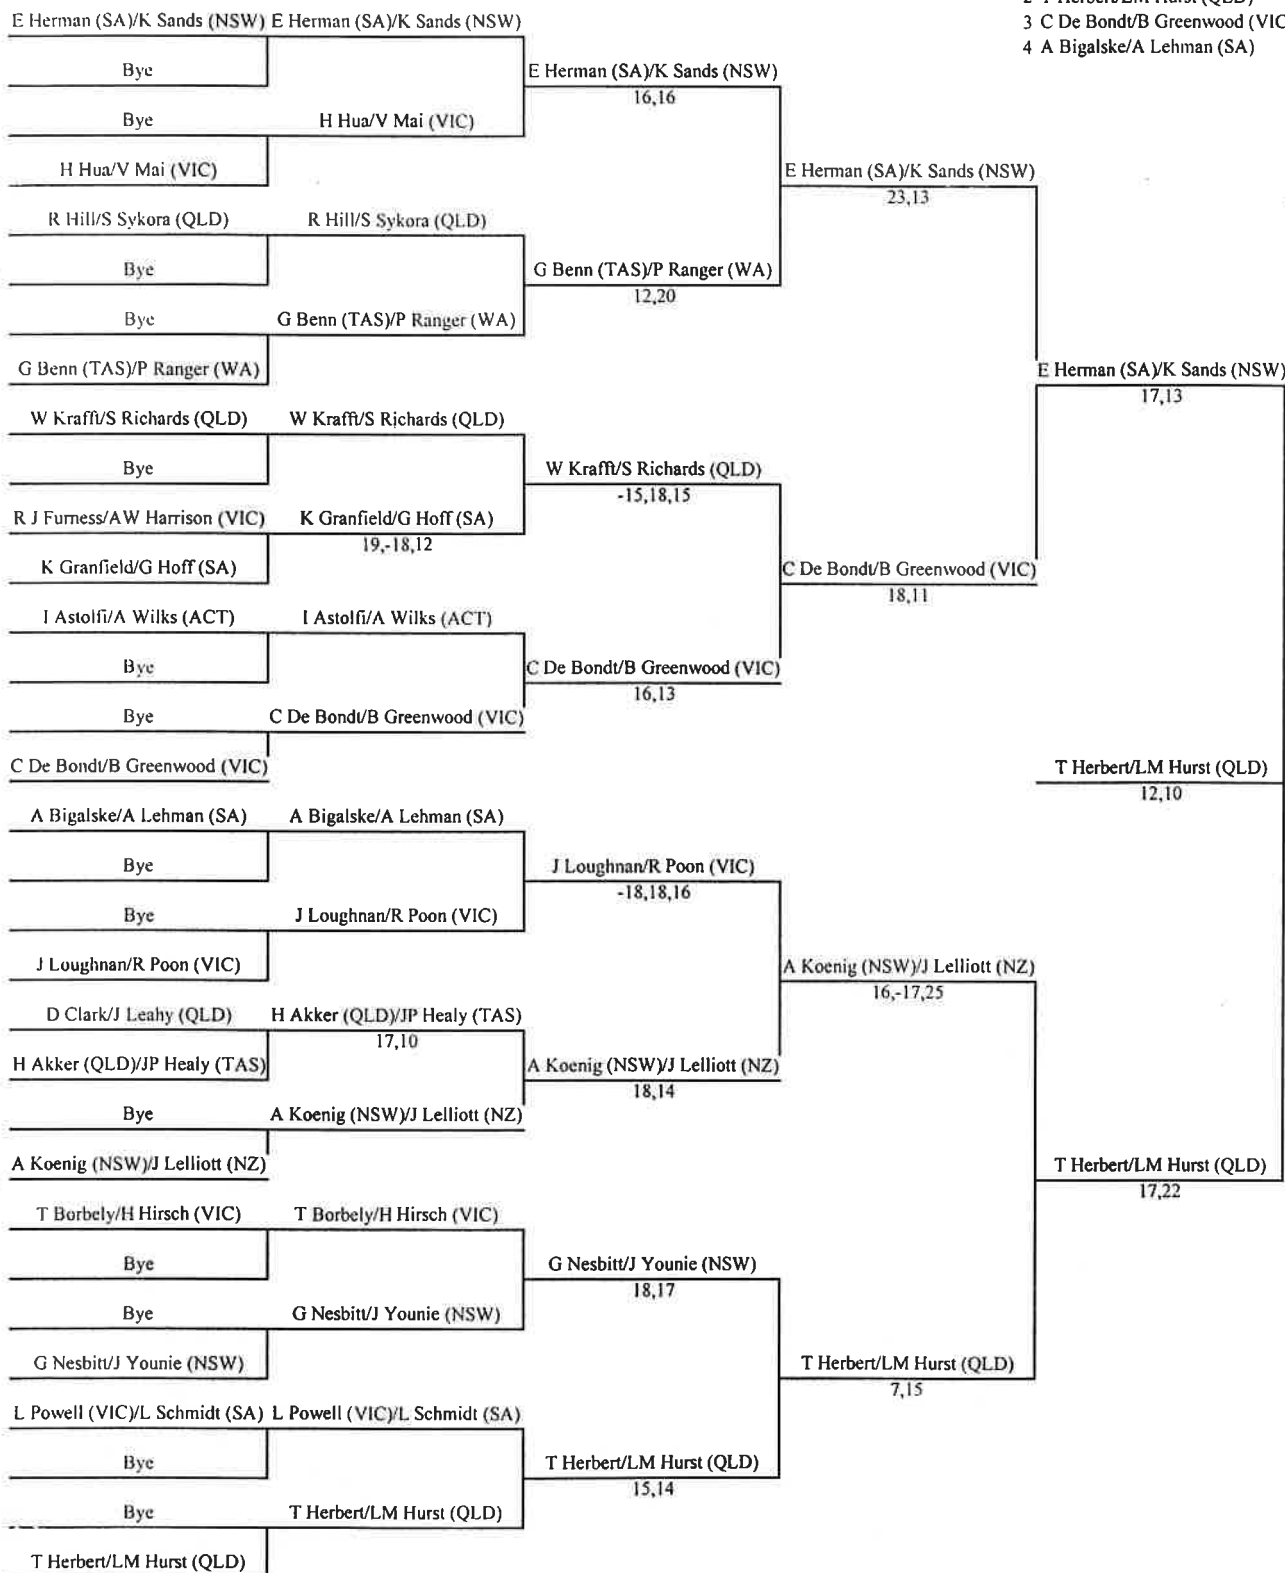 2 T Herbert/LM Hurst (QLD)
3 C De Bondt/B Greenwood (VIC
4 A Bigalske/A Lehman (SA)
E Herman (SA)/K Sands (NSW) E Herman (SA)/K Sands (NSW)
Bye
E Herman (SA)/K Sands (NSW)
16,16
Bye
H Hua/V Mai (VIC)
H Hua/V Mai (VIC)
E Herman (SA)/K Sands (NSW)
23,13
R Hill/S Sykora (QLD) R Hill/S Sykora (QLD)
Bye
G Benn (TAS)/P Ranger (WA)
12,20
Bye
G Benn (TAS)/P Ranger (WA)
G Benn (TAS)/P Ranger (WA)
E Herman (SA)/K Sands (NSW)
17,13
W Krafft/S Richards (QLD) W Krafft/S Richards (QLD)
Bye
W Krafft/S Richards (QLD)
-15,18,15
R J Furness/AW Harrison (VIC) K Granfield/G Hoff (SA)
19,-18,12
K Granfield/G Hoff (SA)
C De Bondt/B Greenwood (VIC)
18,11
I Astolfi/A Wilks (ACT) I Astolfi/A Wilks (ACT)
Bye
C De Bondt/B Greenwood (VIC)
16,13
Bye
C De Bondt/B Greenwood (VIC)
C De Bondt/B Greenwood (VIC)
T Herbert/LM Hurst (QLD)
12,10
A Bigalske/A Lehman (SA) A Bigalske/A Lehman (SA)
Bye
J Loughnan/R Poon (VIC)
-18,18,16
Bye
J Loughnan/R Poon (VIC)
J Loughnan/R Poon (VIC)
A Koenig (NSW)/J Lelliott (NZ)
16,-17,25
D Clark/J Leahy (QLD) H Akker (QLD)/JP Healy (TAS)
17,10
H Akker (QLD)/JP Healy (TAS)
A Koenig (NSW)/J Lelliott (NZ)
18,14
Bye
A Koenig (NSW)/J Lelliott (NZ)
A Koenig (NSW)/J Lelliott (NZ)
T Herbert/LM Hurst (QLD)
17,22
T Borbely/H Hirsch (VIC) T Borbely/H Hirsch (VIC)
Bye
G Nesbitt/J Younie (NSW)
18,17
Bye
G Nesbitt/J Younie (NSW)
G Nesbitt/J Younie (NSW)
T Herbert/LM Hurst (QLD)
7,15
L Powell (VIC)/L Schmidt (SA) L Powell (VIC)/L Schmidt (SA)
Bye
T Herbert/LM Hurst (QLD)
15,14
Bye
T Herbert/LM Hurst (QLD)
T Herbert/LM Hurst (QLD)